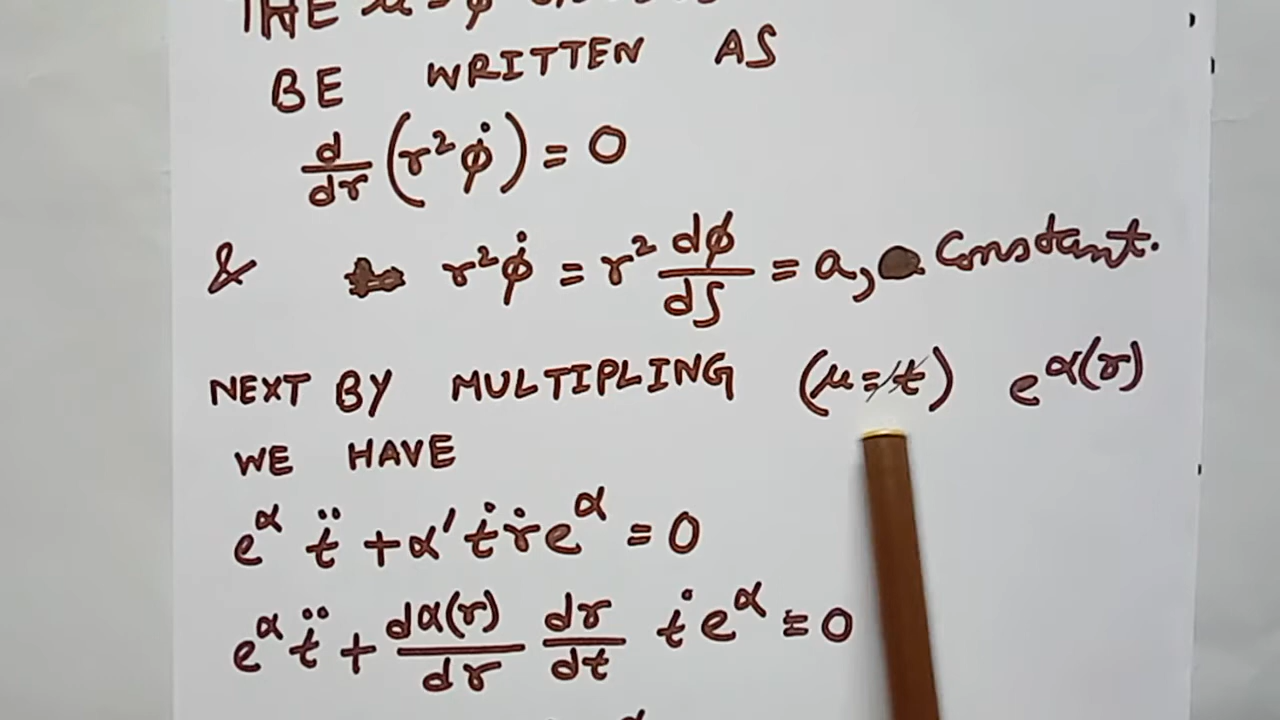 THE μ = φ
BE WRITTEN AS
d/dr (r²φ̇) = 0
& r²φ̇ = r² dφ/ds = a, Constant.
NEXT BY MULTIPLING (μ = t) e^α(r)
WE HAVE
e^α ẗ + α' ṫ ṙ e^α = 0
e^α ẗ + dα(r)/dr dr/dt ṫ e^α = 0